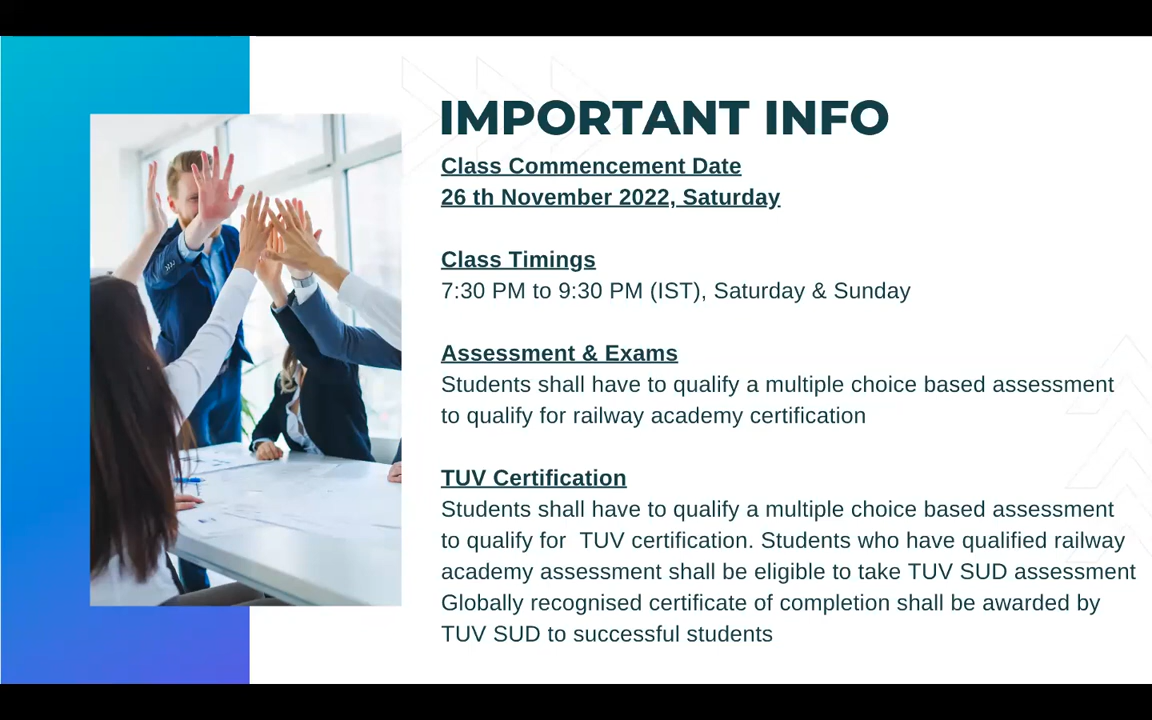 IMPORTANT INFO
Class Commencement Date
26 th November 2022, Saturday
Class Timings
7:30 PM to 9:30 PM (IST), Saturday & Sunday
Assessment & Exams
Students shall have to qualify a multiple choice based assessment
to qualify for railway academy certification
TUV Certification
Students shall have to qualify a multiple choice based assessment
to qualify for  TUV certification. Students who have qualified railway
academy assessment shall be eligible to take TUV SUD assessment
Globally recognised certificate of completion shall be awarded by
TUV SUD to successful students